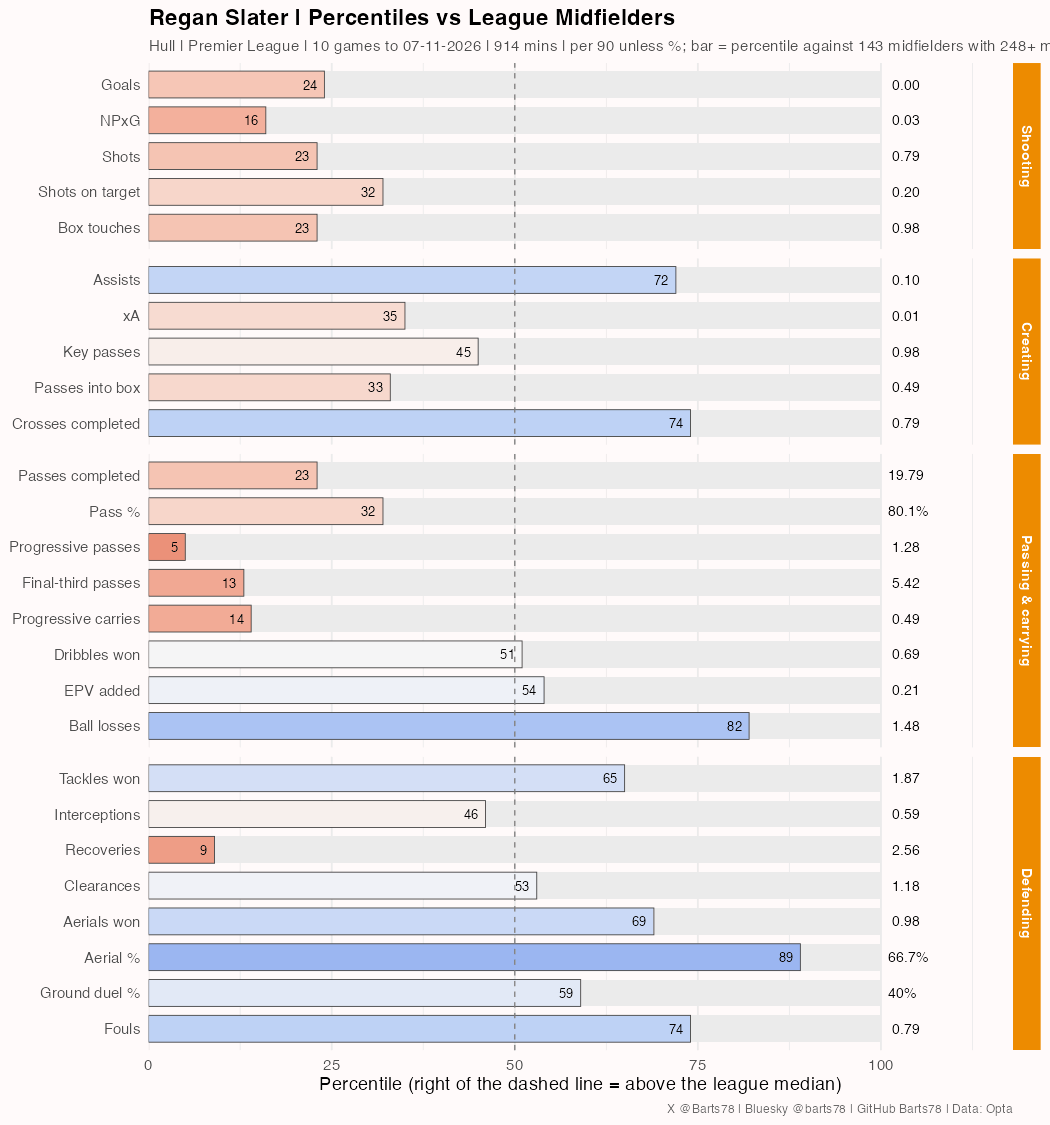 Regan Slater | Percentiles vs League Midfielders
Hull | Premier League | 10 games to 07-11-2026 | 914 mins | per 90 unless %; bar = percentile against 143 midfielders with 248+ m
Goals 24 0.00
NPxG 16 0.03
Shots 23 0.79
Shots on target 32 0.20
Box touches 23 0.98
Shooting
Assists 72 0.10
xA 35 0.01
Key passes 45 0.98
Passes into box 33 0.49
Crosses completed 74 0.79
Creating
Passes completed 23 19.79
Pass % 32 80.1%
Progressive passes 5 1.28
Final-third passes 13 5.42
Progressive carries 14 0.49
Dribbles won 51 0.69
EPV added 54 0.21
Ball losses 82 1.48
Passing & carrying
Tackles won 65 1.87
Interceptions 46 0.59
Recoveries 9 2.56
Clearances 53 1.18
Aerials won 69 0.98
Aerial % 89 66.7%
Ground duel % 59 40%
Fouls 74 0.79
Defending
0 25 50 75 100
Percentile (right of the dashed line = above the league median)
X @Barts78 | Bluesky @barts78 | GitHub Barts78 | Data: Opta